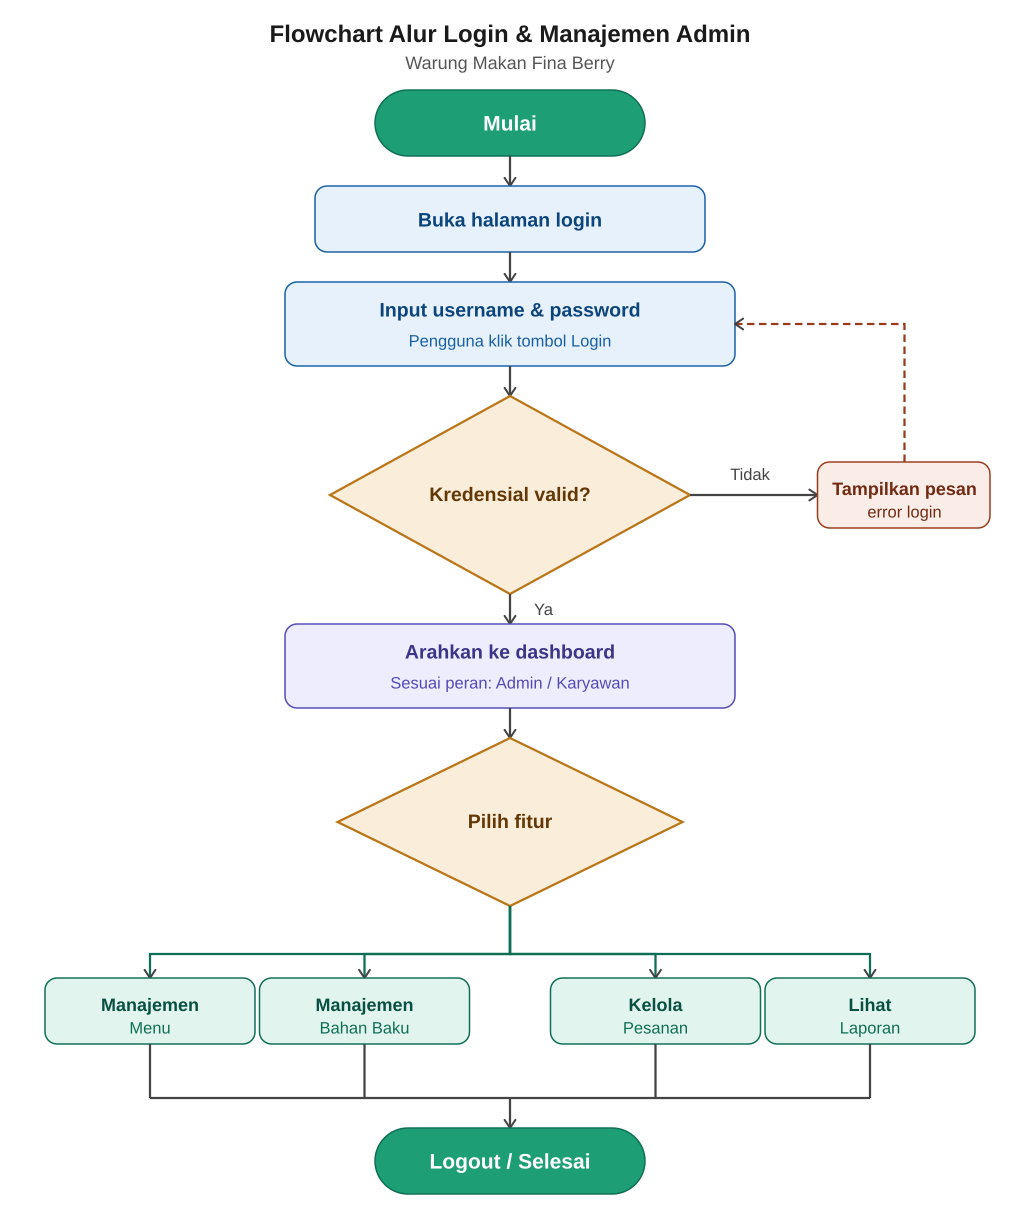 Flowchart Alur Login & Manajemen Admin
Warung Makan Fina Berry
Mulai
Buka halaman login
Input username & password
Pengguna klik tombol Login
Kredensial valid?
Tidak
Tampilkan pesan
error login
Ya
Arahkan ke dashboard
Sesuai peran: Admin / Karyawan
Pilih fitur
Manajemen
Menu
Manajemen
Bahan Baku
Kelola
Pesanan
Lihat
Laporan
Logout / Selesai